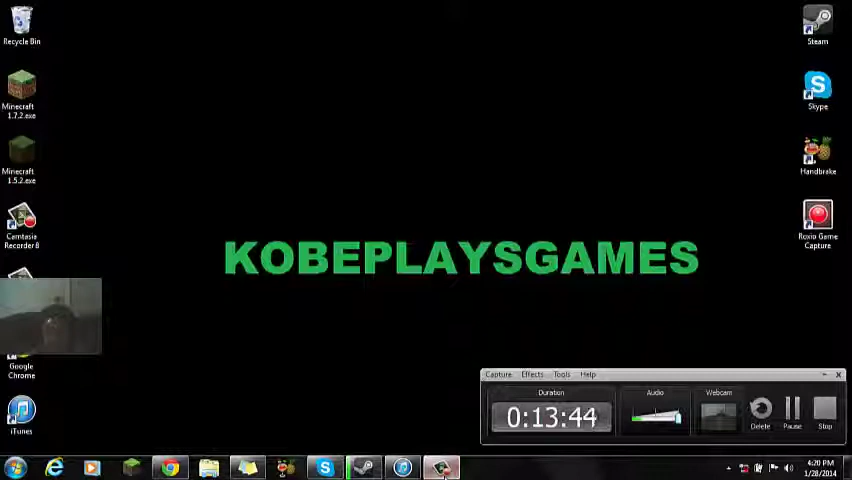 Recycle Bin
Minecraft
1.7.2.exe
Minecraft
1.5.2.exe
Camtasia
Recorder 8
Google
Chrome
iTunes
Steam
Skype
Handbrake
Roxio Game
Capture
KOBEPLAYSGAMES
Capture Effects Tools Help
Duration Audio Webcam
0:13:44
Delete Pause Stop
4:20 PM
1/28/2014